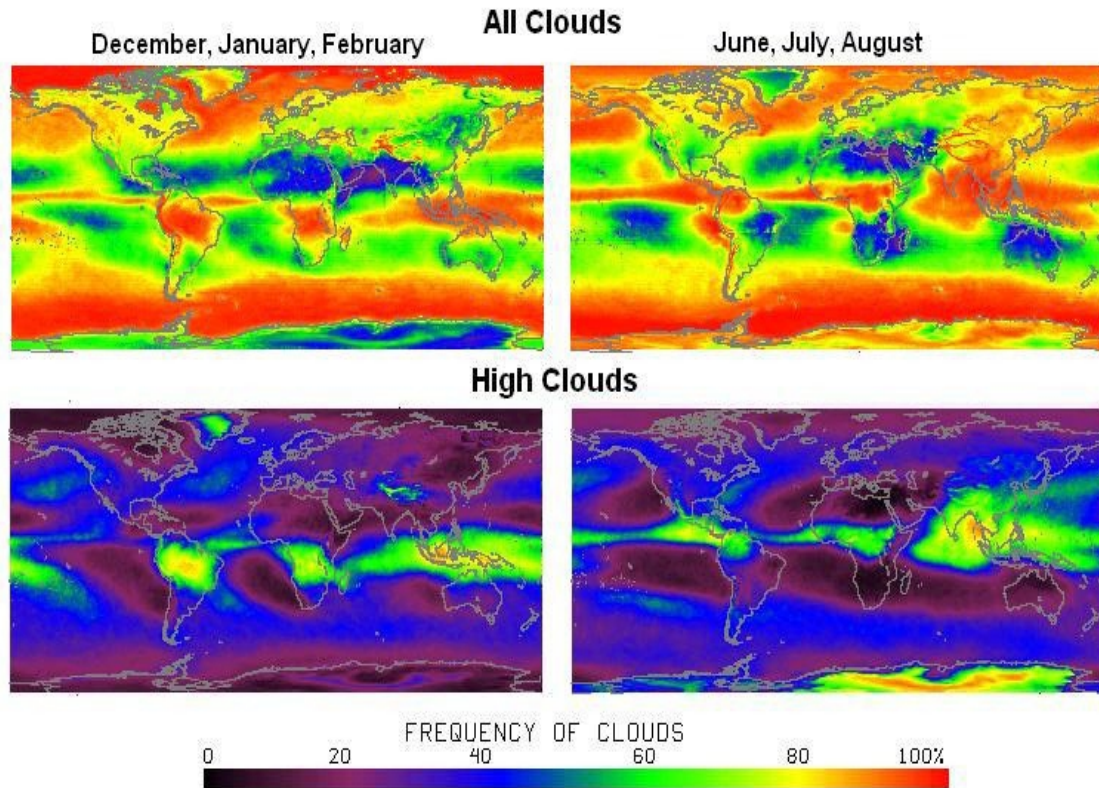 All Clouds
December, January, February
June, July, August
High Clouds
FREQUENCY OF CLOUDS
0 20 40 60 80 100%